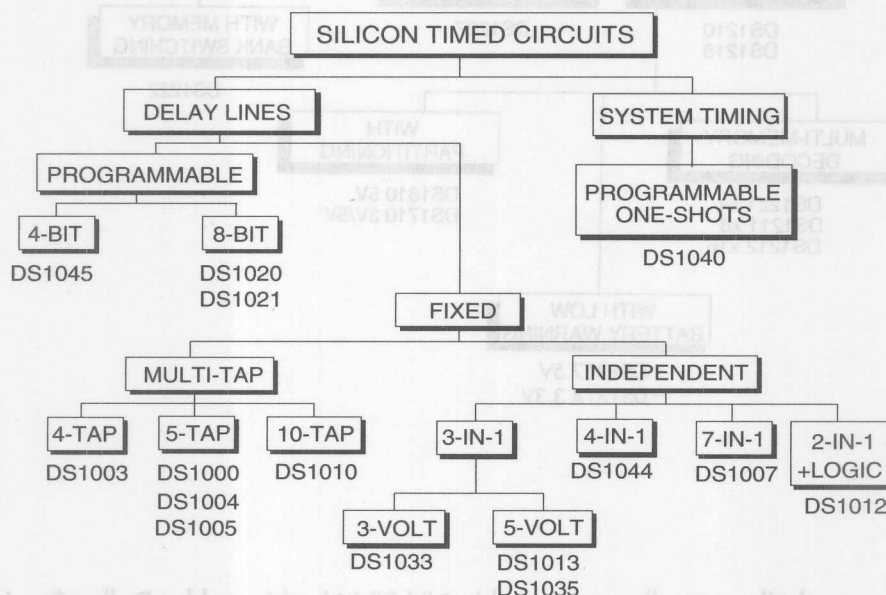 SILICON TIMED CIRCUITS
DELAY LINES
SYSTEM TIMING
PROGRAMMABLE
PROGRAMMABLE
ONE-SHOTS
DS1040
4-BIT
DS1045
8-BIT
DS1020
DS1021
FIXED
MULTI-TAP
INDEPENDENT
4-TAP
DS1003
5-TAP
DS1000
DS1004
DS1005
10-TAP
DS1010
3-IN-1
4-IN-1
DS1044
7-IN-1
DS1007
2-IN-1
+LOGIC
DS1012
3-VOLT
DS1033
5-VOLT
DS1013
DS1035